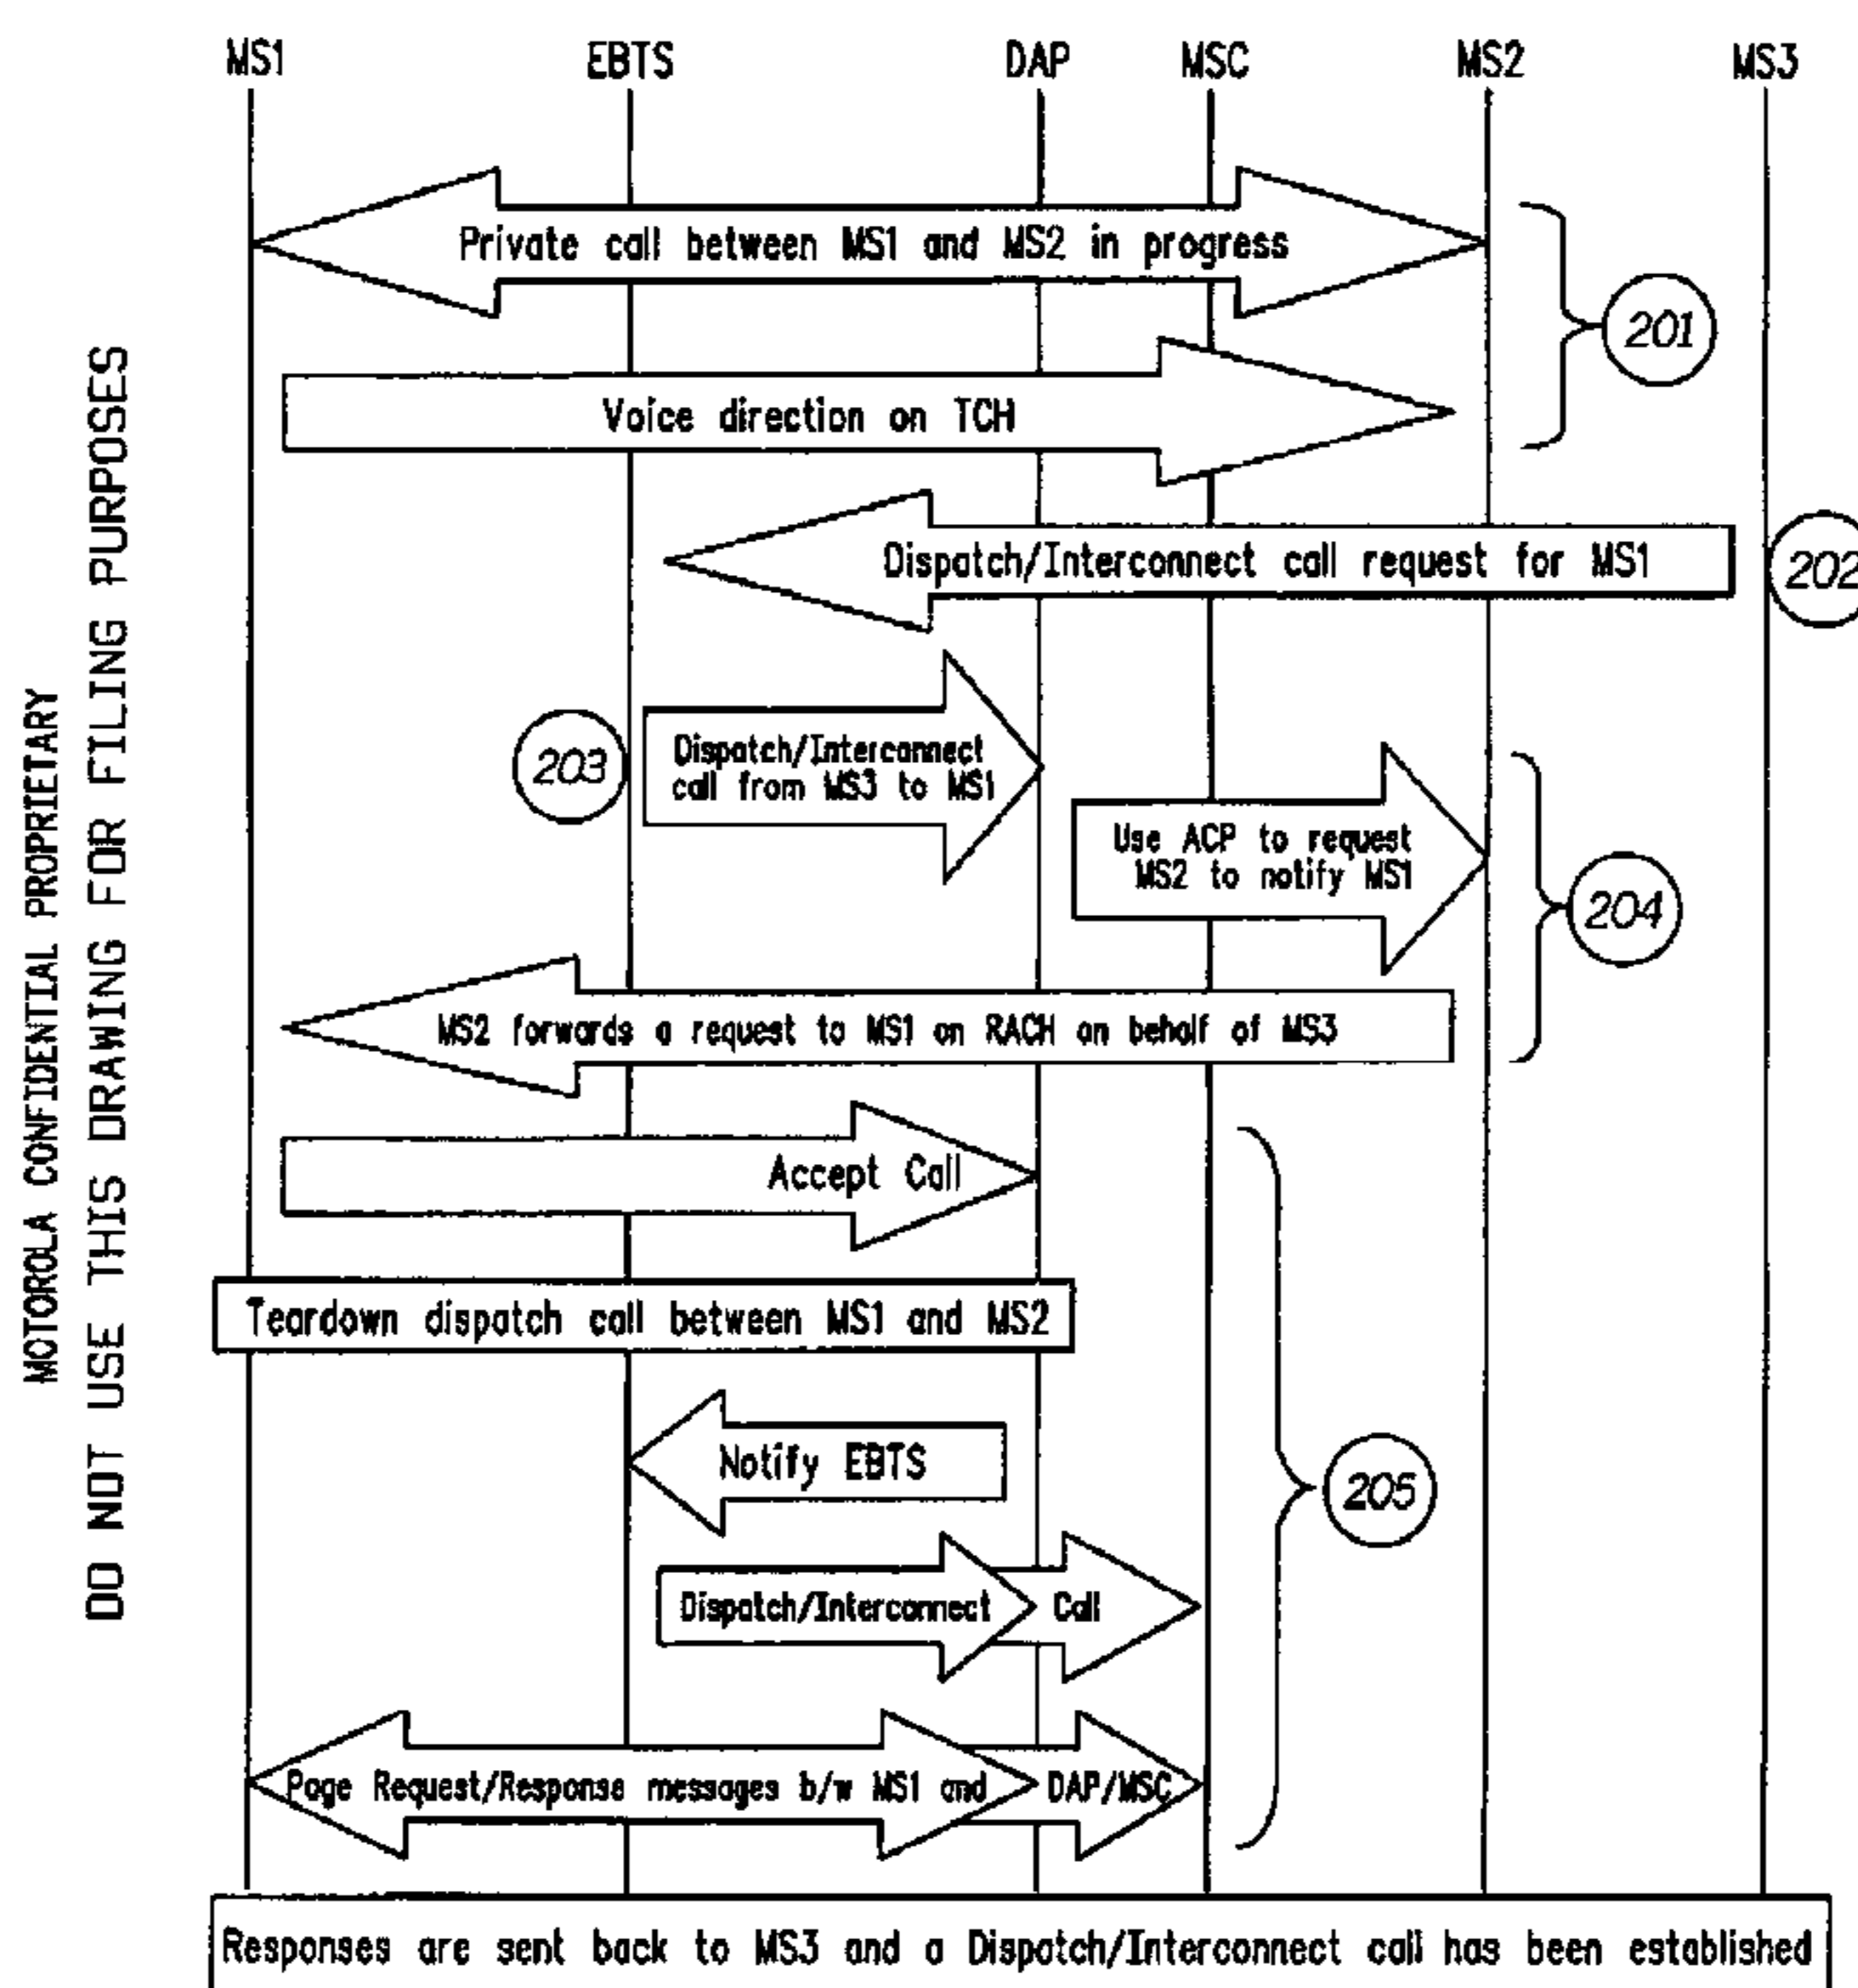 MS1 EBTS DAP MSC MS2 MS3
Private call between MS1 and MS2 in progress
201
Voice direction on TCH
Dispatch/Interconnect call request for MS1
202
203
Dispatch/Interconnect
call from MS3 to MS1
Use ACP to request
MS2 to notify MS1
204
MS2 forwards a request to MS1 on RACH on behalf of MS3
Accept Call
Teardown dispatch call between MS1 and MS2
Notify EBTS
205
Dispatch/Interconnect Call
Page Request/Response messages b/w MS1 and DAP/MSC
Responses are sent back to MS3 and a Dispatch/Interconnect call has been established
MOTOROLA CONFIDENTIAL PROPRIETARY
DO NOT USE THIS DRAWING FOR FILING PURPOSES